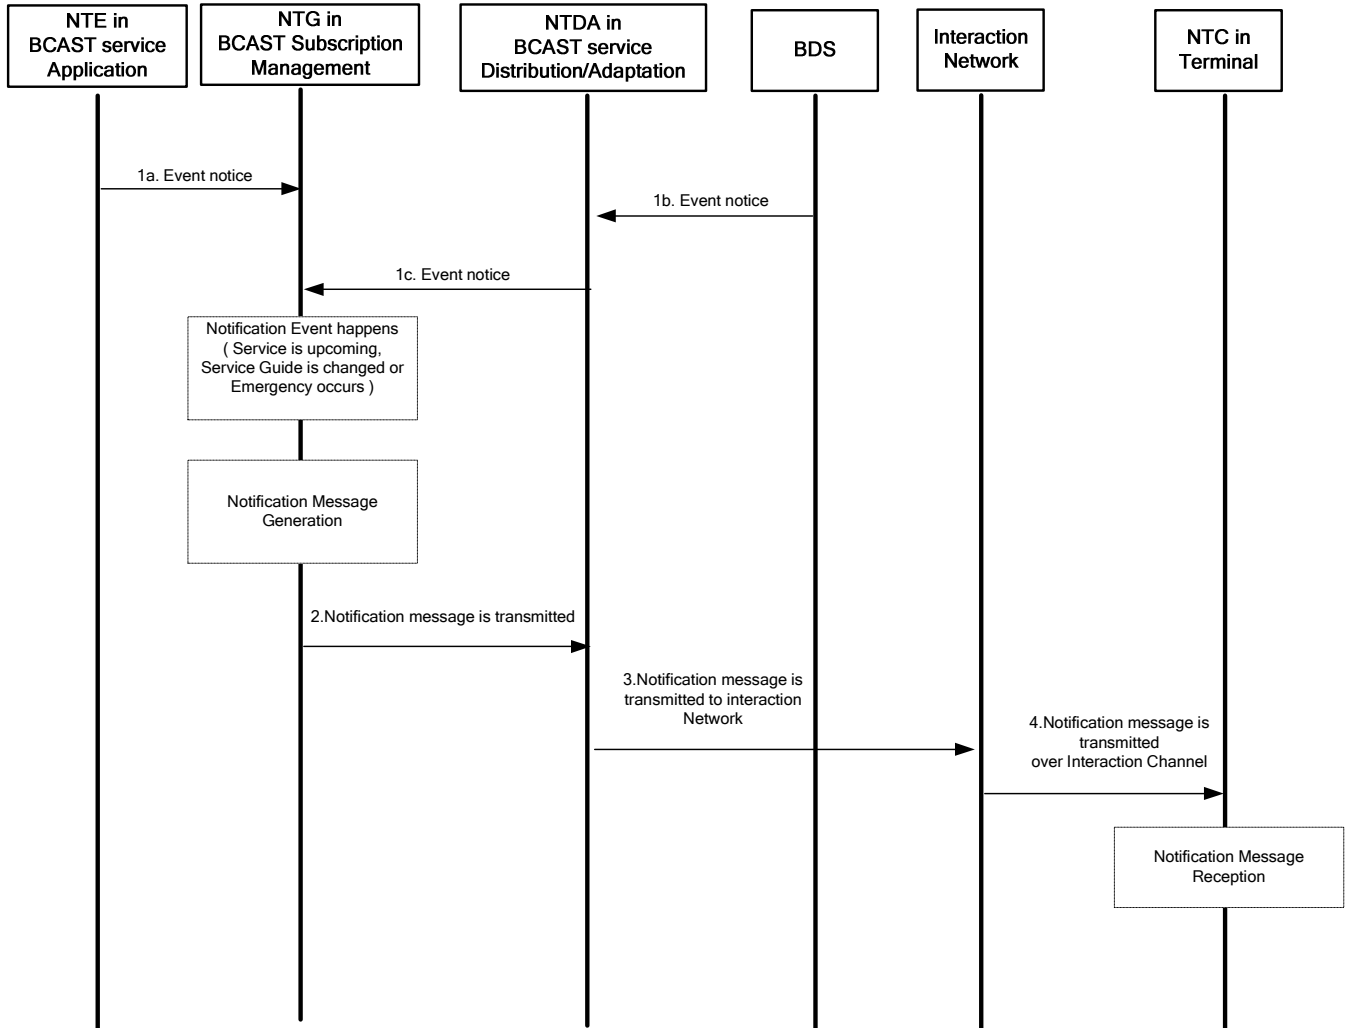 NTE in
BCAST service
Application
NTG in
BCAST Subscription
Management
NTDA in
BCAST service
Distribution/Adaptation
BDS
Interaction
Network
NTC in
Terminal
1a. Event notice
1b. Event notice
1c. Event notice
Notification Event happens
( Service is upcoming,
Service Guide is changed or
Emergency occurs )
Notification Message
Generation
2.Notification message is transmitted
3.Notification message is
transmitted to interaction
Network
4.Notification message is
transmitted
over Interaction Channel
Notification Message
Reception